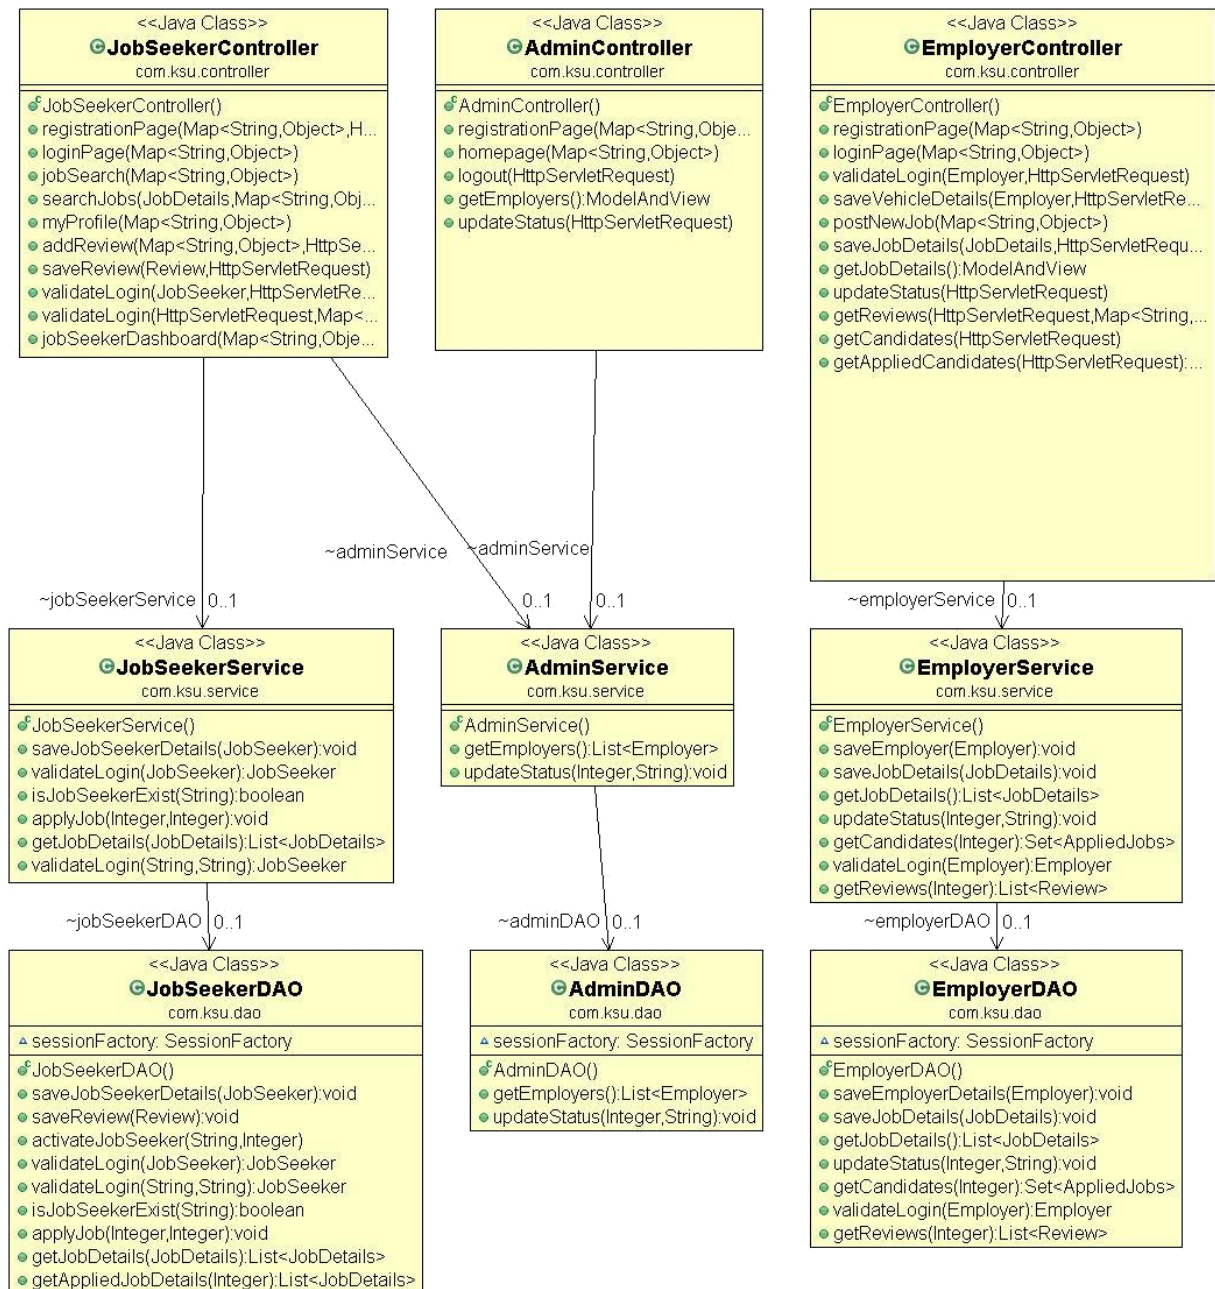 <<Java Class>>
JobSeekerController
com.ksu.controller
JobSeekerController()
registrationPage(Map<String,Object>,H...
loginPage(Map<String,Object>)
jobSearch(Map<String,Object>)
searchJobs(JobDetails,Map<String,Obj...
myProfile(Map<String,Object>)
addReview(Map<String,Object>,HttpSe...
saveReview(Review,HttpServletRequest)
validateLogin(JobSeeker,HttpServletRe...
validateLogin(HttpServletRequest,Map<...
jobSeekerDashboard(Map<String,Obje...
<<Java Class>>
AdminController
com.ksu.controller
AdminController()
registrationPage(Map<String,Obje...
homepage(Map<String,Object>)
logout(HttpServletRequest)
getEmployers():ModelAndView
updateStatus(HttpServletRequest)
<<Java Class>>
EmployerController
com.ksu.controller
EmployerController()
registrationPage(Map<String,Object>)
loginPage(Map<String,Object>)
validateLogin(Employer,HttpServletRequest)
saveVehicleDetails(Employer,HttpServletRe...
postNewJob(Map<String,Object>)
saveJobDetails(JobDetails,HttpServletRequ...
getJobDetails():ModelAndView
updateStatus(HttpServletRequest)
getReviews(HttpServletRequest,Map<String,...
getCandidates(HttpServletRequest)
getAppliedCandidates(HttpServletRequest):...
~adminService
~adminService
~jobSeekerService 0..1
0..1
0..1
~employerService 0..1
<<Java Class>>
JobSeekerService
com.ksu.service
JobSeekerService()
saveJobSeekerDetails(JobSeeker):void
validateLogin(JobSeeker):JobSeeker
isJobSeekerExist(String):boolean
applyJob(Integer,Integer):void
getJobDetails(JobDetails):List<JobDetails>
validateLogin(String,String):JobSeeker
<<Java Class>>
AdminService
com.ksu.service
AdminService()
getEmployers():List<Employer>
updateStatus(Integer,String):void
<<Java Class>>
EmployerService
com.ksu.service
EmployerService()
saveEmployer(Employer):void
saveJobDetails(JobDetails):void
getJobDetails():List<JobDetails>
updateStatus(Integer,String):void
getCandidates(Integer):Set<AppliedJobs>
validateLogin(Employer):Employer
getReviews(Integer):List<Review>
~jobSeekerDAO 0..1
~adminDAO 0..1
~employerDAO 0..1
<<Java Class>>
JobSeekerDAO
com.ksu.dao
sessionFactory: SessionFactory
JobSeekerDAO()
saveJobSeekerDetails(JobSeeker):void
saveReview(Review):void
activateJobSeeker(String,Integer)
validateLogin(JobSeeker):JobSeeker
validateLogin(String,String):JobSeeker
isJobSeekerExist(String):boolean
applyJob(Integer,Integer):void
getJobDetails(JobDetails):List<JobDetails>
getAppliedJobDetails(Integer):List<JobDetails>
<<Java Class>>
AdminDAO
com.ksu.dao
sessionFactory: SessionFactory
AdminDAO()
getEmployers():List<Employer>
updateStatus(Integer,String):void
<<Java Class>>
EmployerDAO
com.ksu.dao
sessionFactory: SessionFactory
EmployerDAO()
saveEmployerDetails(Employer):void
saveJobDetails(JobDetails):void
getJobDetails():List<JobDetails>
updateStatus(Integer,String):void
getCandidates(Integer):Set<AppliedJobs>
validateLogin(Employer):Employer
getReviews(Integer):List<Review>